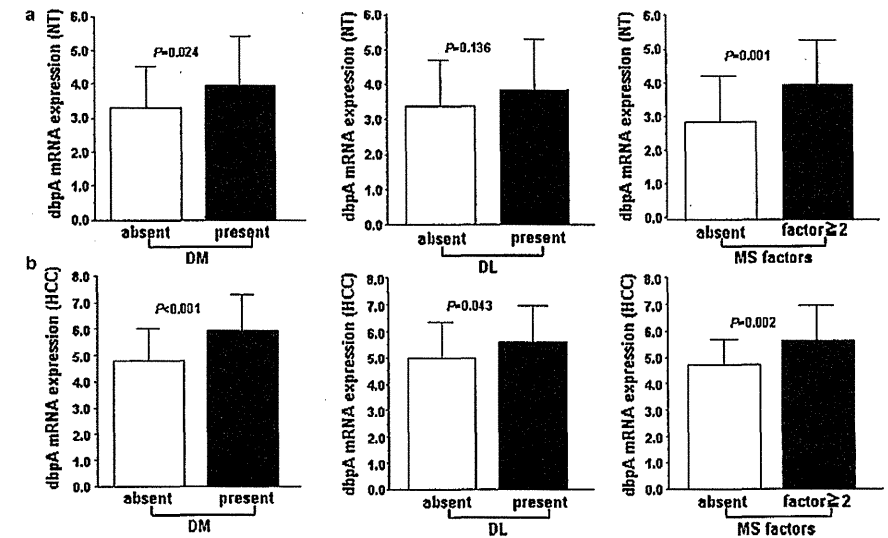 a
dbpA mRNA expression (NT)
6.0
5.0
4.0
3.0
2.0
1.0
0.0
P=0.024
absent present
DM
dbpA mRNA expression (NT)
6.0
5.0
4.0
3.0
2.0
1.0
0.0
P=0.136
absent present
DL
dbpA mRNA expression (NT)
6.0
5.0
4.0
3.0
2.0
1.0
0.0
P=0.001
absent factor≧2
MS factors
b
dbpA mRNA expression (HCC)
8.0
7.0
6.0
5.0
4.0
3.0
2.0
1.0
0.0
P<0.001
absent present
DM
dbpA mRNA expression (HCC)
8.0
7.0
6.0
5.0
4.0
3.0
2.0
1.0
0.0
P=0.043
absent present
DL
dbpA mRNA expression (HCC)
8.0
7.0
6.0
5.0
4.0
3.0
2.0
1.0
0.0
P=0.002
absent factor≧2
MS factors